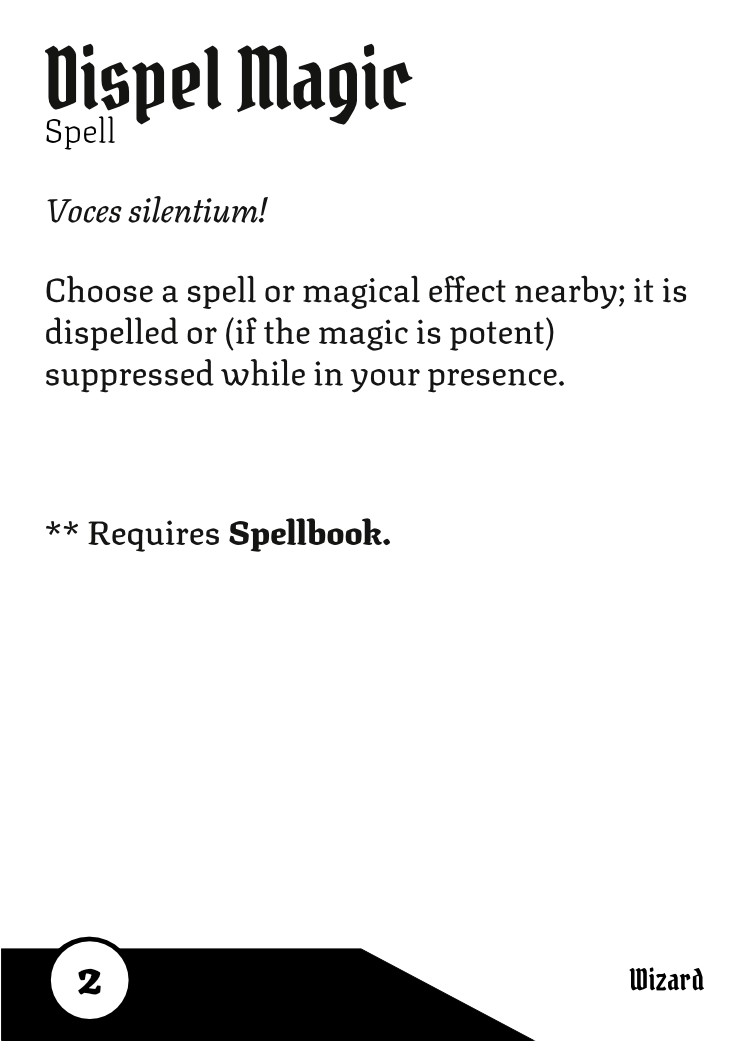 Dispel Magic
Spell
Voces silentium!
Choose a spell or magical effect nearby; it is
dispelled or (if the magic is potent)
suppressed while in your presence.
** Requires Spellbook.
2
Wizard